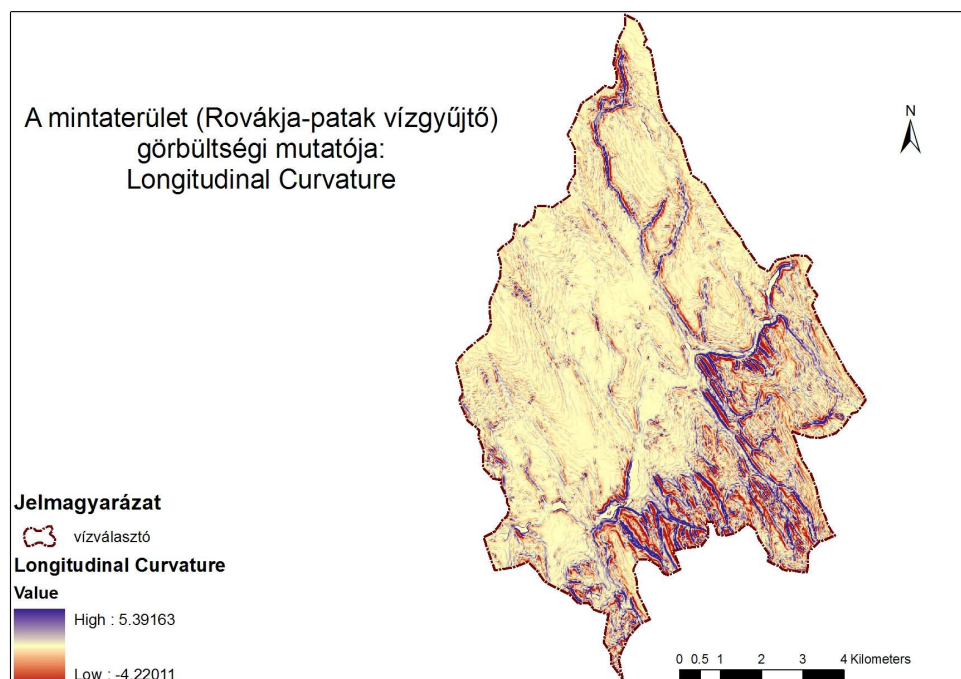 A mintaterület (Rovákja-patak vízgyűjtő)
görbültségi mutatója:
Longitudinal Curvature
N
Jelmagyarázat
vízválasztó
Longitudinal Curvature
Value
High : 5.39163
Low : -4.22011
0 0.5 1 2 3 4 Kilometers